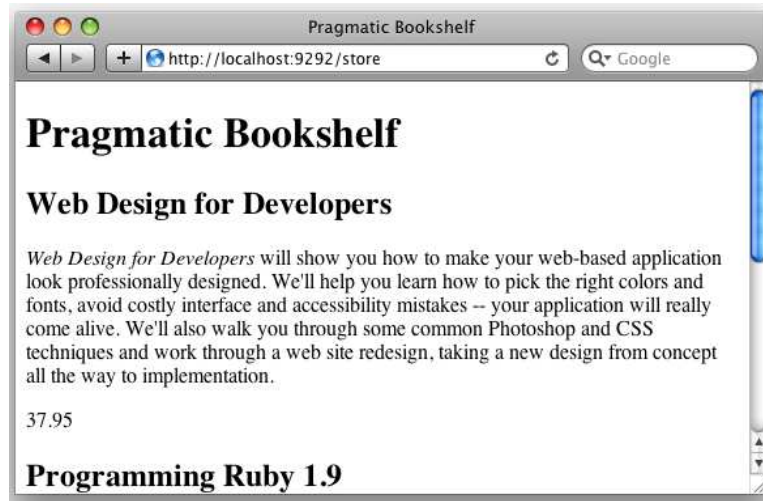 Pragmatic Bookshelf
http://localhost:9292/store
Google
Pragmatic Bookshelf
Web Design for Developers
Web Design for Developers will show you how to make your web-based application
look professionally designed. We'll help you learn how to pick the right colors and
fonts, avoid costly interface and accessibility mistakes -- your application will really
come alive. We'll also walk you through some common Photoshop and CSS
techniques and work through a web site redesign, taking a new design from concept
all the way to implementation.
37.95
Programming Ruby 1.9